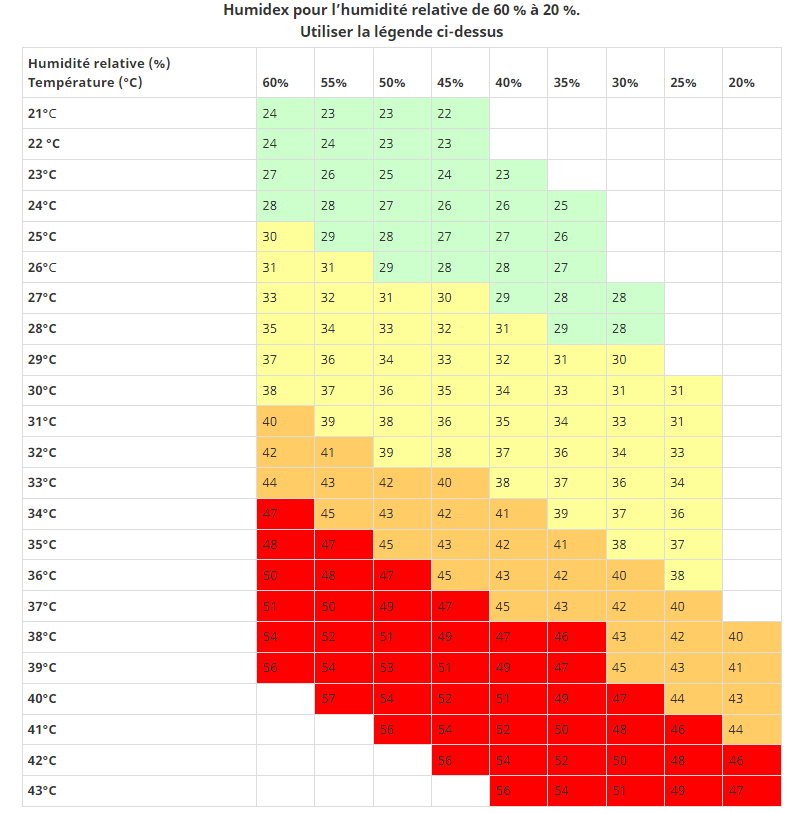 Humidex pour l’humidité relative de 60 % à 20 %.
Utiliser la légende ci-dessus
Humidité relative (%)
Température (°C) 60% 55% 50% 45% 40% 35% 30% 25% 20%
21°C 24 23 23 22
22 °C 24 24 23 23
23°C 27 26 25 24 23
24°C 28 28 27 26 26 25
25°C 30 29 28 27 27 26
26°C 31 31 29 28 28 27
27°C 33 32 31 30 29 28 28
28°C 35 34 33 32 31 29 28
29°C 37 36 34 33 32 31 30
30°C 38 37 36 35 34 33 31 31
31°C 40 39 38 36 35 34 33 31
32°C 42 41 39 38 37 36 34 33
33°C 44 43 42 40 38 37 36 34
34°C 47 45 43 42 41 39 37 36
35°C 48 47 45 43 42 41 38 37
36°C 50 48 47 45 43 42 40 38
37°C 51 50 49 47 45 43 42 40
38°C 54 52 51 49 47 46 43 42 40
39°C 56 54 53 51 49 47 45 43 41
40°C 57 54 52 51 49 47 44 43
41°C 56 54 52 50 48 46 44
42°C 56 54 52 50 48 46
43°C 56 54 51 49 47